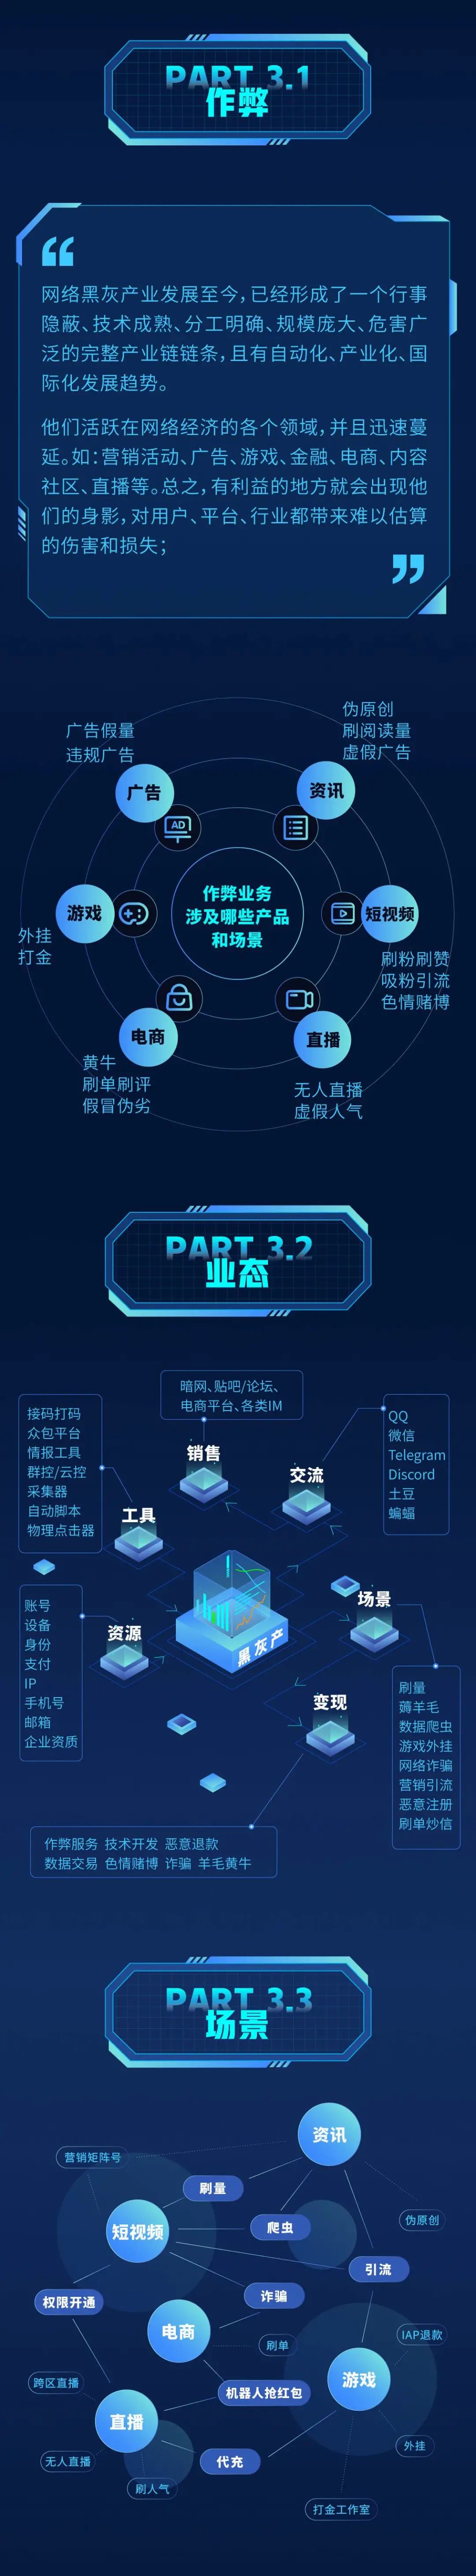 PART 3.1
作弊
网络黑灰产业发展至今,已经形成了一个行事
隐蔽、技术成熟、分工明确、规模庞大、危害广
泛的完整产业链链条,且有自动化、产业化、国
际化发展趋势。
他们活跃在网络经济的各个领域,并且迅速蔓
延。如:营销活动、广告、游戏、金融、电商、内容
社区、直播等。总之,有利益的地方就会出现他
们的身影,对用户、平台、行业都带来难以估算
的伤害和损失;
伪原创
刷阅读量
虚假广告
广告假量
违规广告
广告
资讯
AD
作弊业务
涉及哪些产品
和场景
游戏
短视频
外挂
打金
刷粉刷赞
吸粉引流
色情赌博
电商
直播
黄牛
刷单刷评
假冒伪劣
无人直播
虚假人气
PART 3.2
业态
暗网、贴吧/论坛、
电商平台、各类IM
销售
接码打码
众包平台
情报工具
群控/云控
采集器
自动脚本
物理点击器
工具
QQ
微信
Telegram
Discord
土豆
蝙蝠
交流
账号
设备
身份
支付
IP
手机号
邮箱
企业资质
资源
黑灰产
场景
刷量
薅羊毛
数据爬虫
游戏外挂
网络诈骗
营销引流
恶意注册
刷单炒信
变现
作弊服务 技术开发 恶意退款
数据交易 色情赌博 诈骗 羊毛黄牛
PART 3.3
场景
资讯
营销矩阵号
刷量
伪原创
短视频
爬虫
引流
权限开通
诈骗
电商
刷单
IAP退款
跨区直播
机器人抢红包
游戏
直播
外挂
无人直播
代充
刷人气
打金工作室